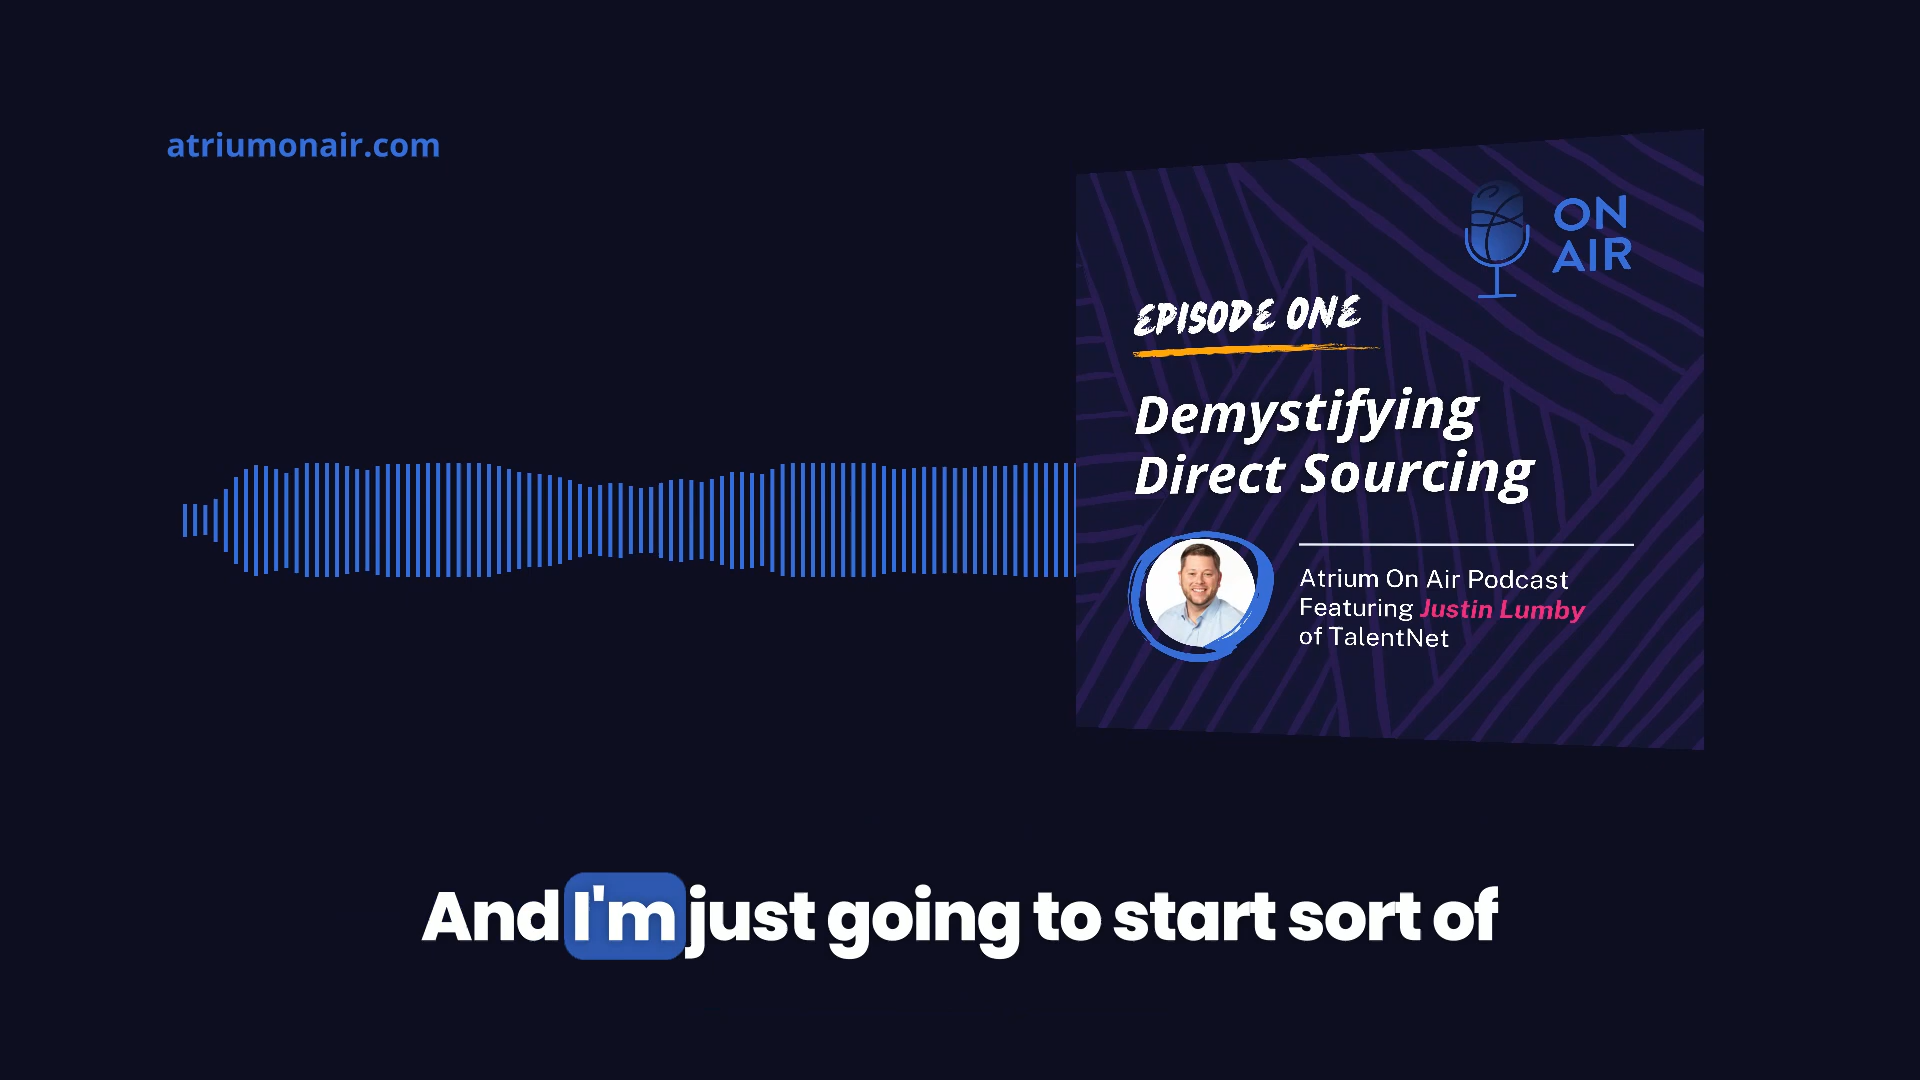 atriumonair.com
ON
AIR
EPISODE ONE
Demystifying
Direct Sourcing
Atrium On Air Podcast
Featuring Justin Lumby
of TalentNet
And I'm just going to start sort of